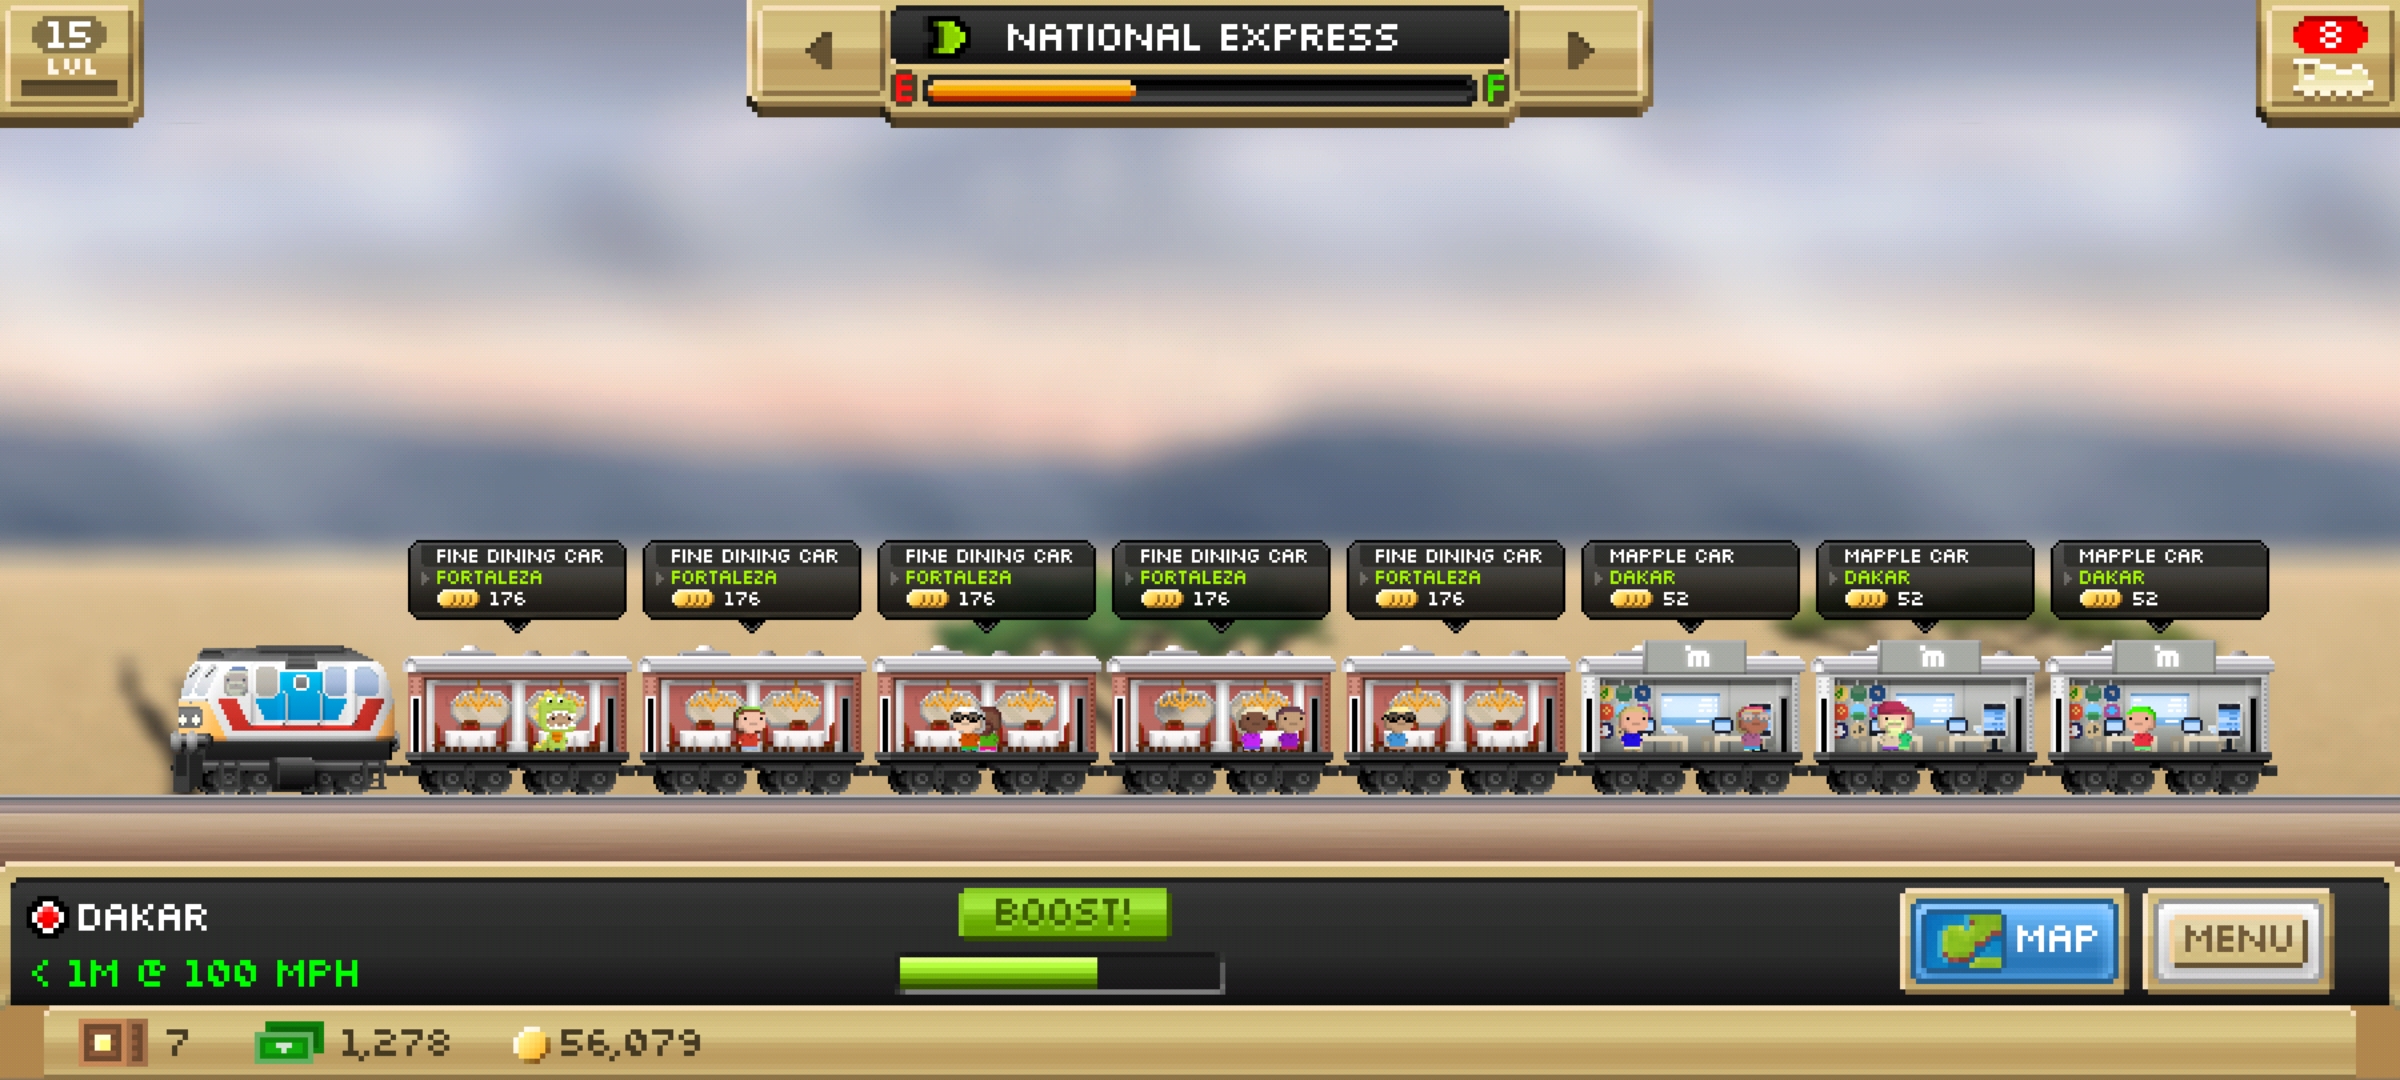 15
LVL
NATIONAL EXPRESS
E F
8
FINE DINING CAR
FORTALEZA
176
FINE DINING CAR
FORTALEZA
176
FINE DINING CAR
FORTALEZA
176
FINE DINING CAR
FORTALEZA
176
FINE DINING CAR
FORTALEZA
176
MAPPLE CAR
DAKAR
52
MAPPLE CAR
DAKAR
52
MAPPLE CAR
DAKAR
52
m
m
m
DAKAR
< 1M @ 100 MPH
BOOST!
MAP
MENU
7
1,278
56,079